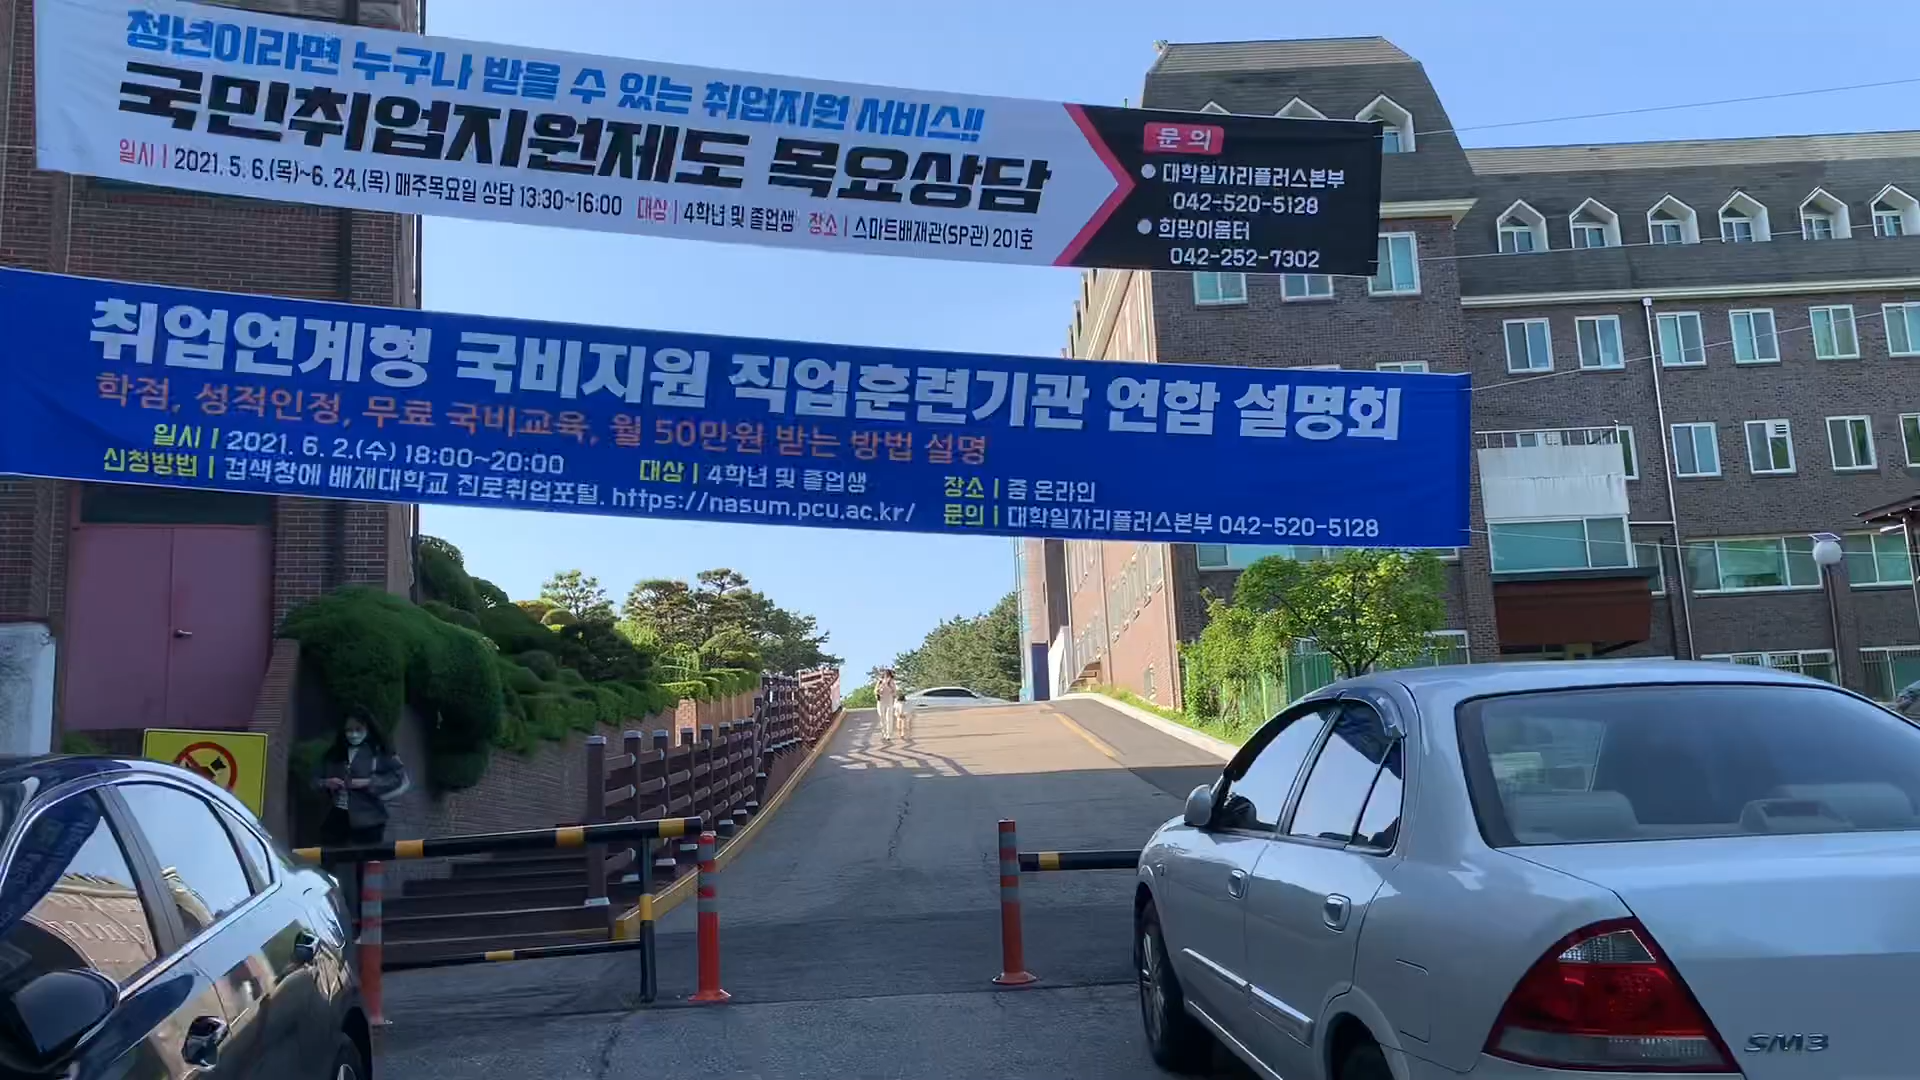 청년이라면 누구나 받을 수 있는 취업지원 서비스!!
국민취업지원제도 목요상담
일시 | 2021. 5. 6.(목)~6. 24.(목) 매주목요일 상담 13:30~16:00 대상 | 4학년 및 졸업생 장소 | 스마트배재관(SP관) 201호
문의
● 대학일자리플러스본부
042-520-5128
● 희망이음터
042-252-7302
취업연계형 국비지원 직업훈련기관 연합 설명회
학점, 성적인정, 무료 국비교육, 월 50만원 받는 방법 설명
일시 | 2021. 6. 2.(수) 18:00~20:00 대상 | 4학년 및 졸업생 장소 | 줌 온라인
신청방법 | 검색창에 배재대학교 진로취업포털. https://nasum.pcu.ac.kr/ 문의 | 대학일자리플러스본부 042-520-5128
SM3